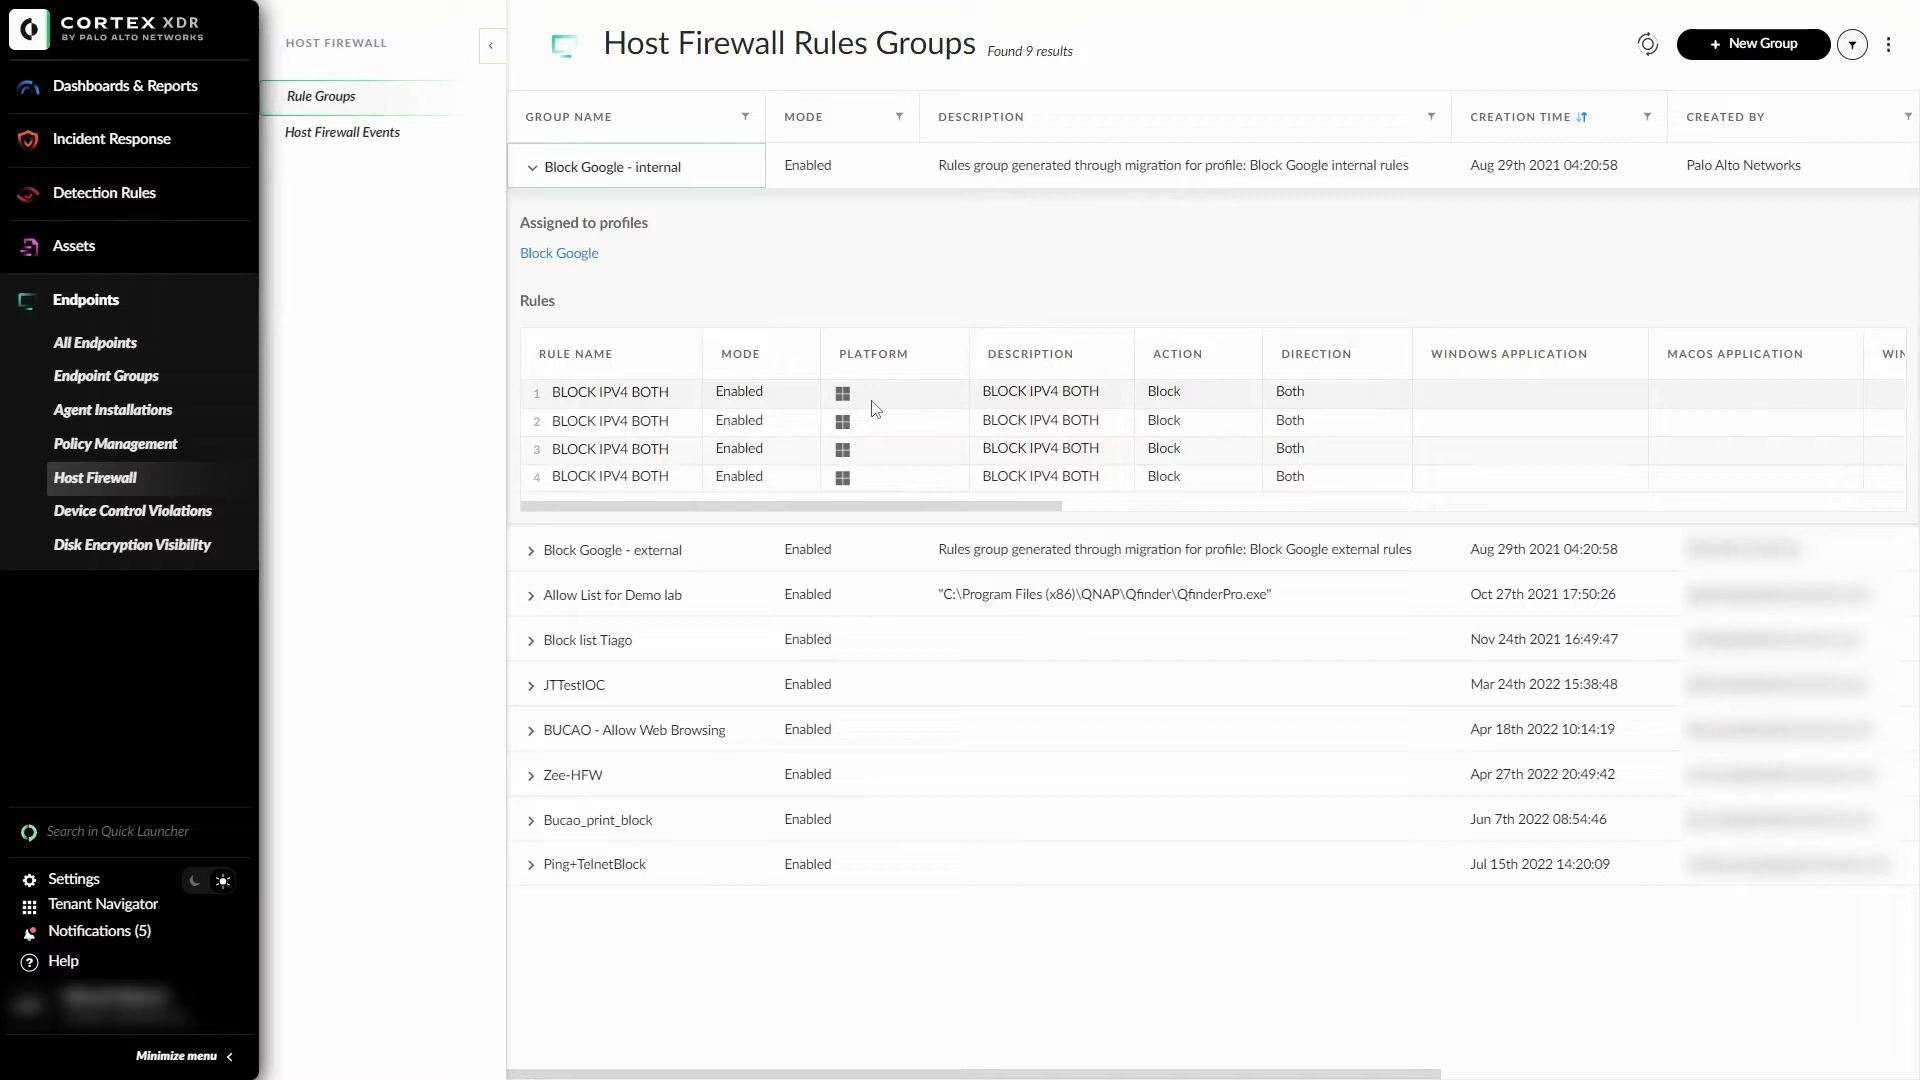 CORTEX XDR
BY PALO ALTO NETWORKS
Dashboards & Reports
Incident Response
Detection Rules
Assets
Endpoints
All Endpoints
Endpoint Groups
Agent Installations
Policy Management
Host Firewall
Device Control Violations
Disk Encryption Visibility
Search in Quick Launcher
Settings
Tenant Navigator
Notifications (5)
Help
Minimize menu
HOST FIREWALL
Rule Groups
Host Firewall Events
Host Firewall Rules Groups Found 9 results
+ New Group
GROUP NAME MODE DESCRIPTION CREATION TIME CREATED BY
Block Google - internal Enabled Rules group generated through migration for profile: Block Google internal rules Aug 29th 2021 04:20:58 Palo Alto Networks
Assigned to profiles
Block Google
Rules
RULE NAME MODE PLATFORM DESCRIPTION ACTION DIRECTION WINDOWS APPLICATION MACOS APPLICATION WIN
1 BLOCK IPV4 BOTH Enabled BLOCK IPV4 BOTH Block Both
2 BLOCK IPV4 BOTH Enabled BLOCK IPV4 BOTH Block Both
3 BLOCK IPV4 BOTH Enabled BLOCK IPV4 BOTH Block Both
4 BLOCK IPV4 BOTH Enabled BLOCK IPV4 BOTH Block Both
Block Google - external Enabled Rules group generated through migration for profile: Block Google external rules Aug 29th 2021 04:20:58
Allow List for Demo lab Enabled "C:\Program Files (x86)\QNAP\Qfinder\QfinderPro.exe" Oct 27th 2021 17:50:26
Block list Tiago Enabled Nov 24th 2021 16:49:47
JTTestIOC Enabled Mar 24th 2022 15:38:48
BUCAO - Allow Web Browsing Enabled Apr 18th 2022 10:14:19
Zee-HFW Enabled Apr 27th 2022 20:49:42
Bucao_print_block Enabled Jun 7th 2022 08:54:46
Ping+TelnetBlock Enabled Jul 15th 2022 14:20:09